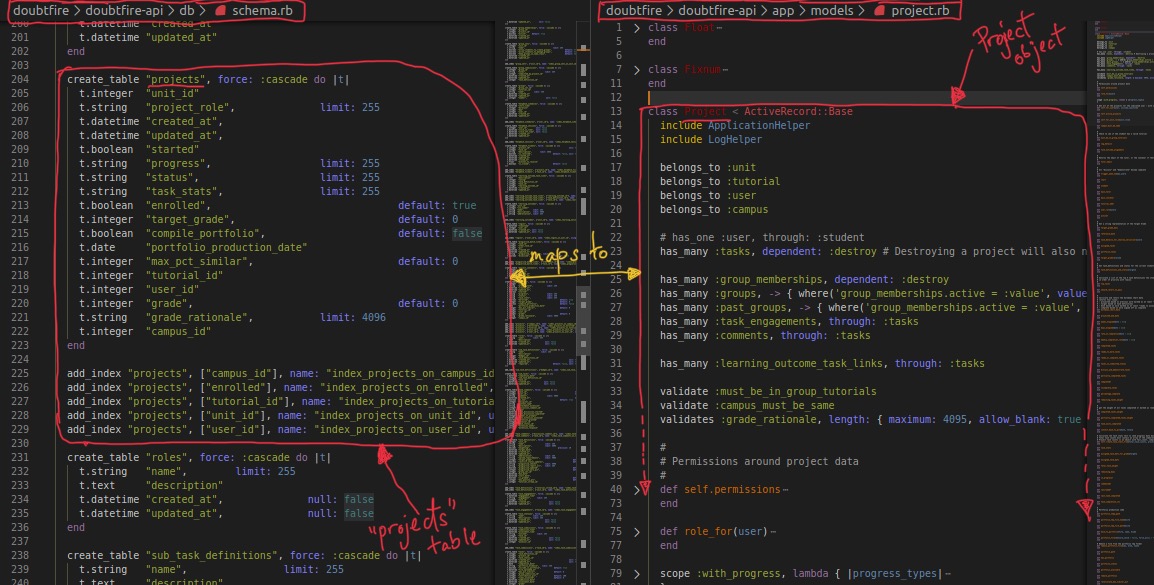 doubtfire > doubtfire-api > db > schema.rb
200 t.datetime "created_at"
201 t.datetime "updated_at"
202 end
203
204 create_table "projects", force: :cascade do |t|
205 t.integer "unit_id"
206 t.string "project_role", limit: 255
207 t.datetime "created_at",
208 t.datetime "updated_at",
209 t.boolean "started"
210 t.string "progress", limit: 255
211 t.string "status", limit: 255
212 t.string "task_stats", limit: 255
213 t.boolean "enrolled", default: true
214 t.integer "target_grade", default: 0
215 t.boolean "compile_portfolio", default: false
216 t.date "portfolio_production_date"
217 t.integer "max_pct_similar", default: 0
218 t.integer "tutorial_id"
219 t.integer "user_id"
220 t.integer "grade", default: 0
221 t.string "grade_rationale", limit: 4096
222 t.integer "campus_id"
223 end
224
225 add_index "projects", ["campus_id"], name: "index_projects_on_campus_id
226 add_index "projects", ["enrolled"], name: "index_projects_on_enrolled",
227 add_index "projects", ["tutorial_id"], name: "index_projects_on_tutoria
228 add_index "projects", ["unit_id"], name: "index_projects_on_unit_id", u
229 add_index "projects", ["user_id"], name: "index_projects_on_user_id", u
230
231 create_table "roles", force: :cascade do |t|
232 t.string "name", limit: 255
233 t.text "description"
234 t.datetime "created_at", null: false
235 t.datetime "updated_at", null: false
236 end
237
238 create_table "sub_task_definitions", force: :cascade do |t|
239 t.string "name", limit: 255
240 t.text "description"
"projects"
table
maps to
doubtfire > doubtfire-api > app > models > project.rb
1 > class Float…
5 end
6
7 > class Fixnum…
11 end
12
13 class Project < ActiveRecord::Base
14 include ApplicationHelper
15 include LogHelper
16
17 belongs_to :unit
18 belongs_to :tutorial
19 belongs_to :user
20 belongs_to :campus
21
22 # has_one :user, through: :student
23 has_many :tasks, dependent: :destroy # Destroying a project will also n
24
25 has_many :group_memberships, dependent: :destroy
26 has_many :groups, -> { where('group_memberships.active = :value', value
27 has_many :past_groups, -> { where('group_memberships.active = :value',
28 has_many :task_engagements, through: :tasks
29 has_many :comments, through: :tasks
30
31 has_many :learning_outcome_task_links, through: :tasks
32
33 validate :must_be_in_group_tutorials
34 validate :campus_must_be_same
35 validates :grade_rationale, length: { maximum: 4095, allow_blank: true
36
37 #
38 # Permissions around project data
39 #
40 > def self.permissions…
73 end
74
75 > def role_for(user)…
77 end
78
79 > scope :with_progress, lambda { |progress_types|…
Project
object